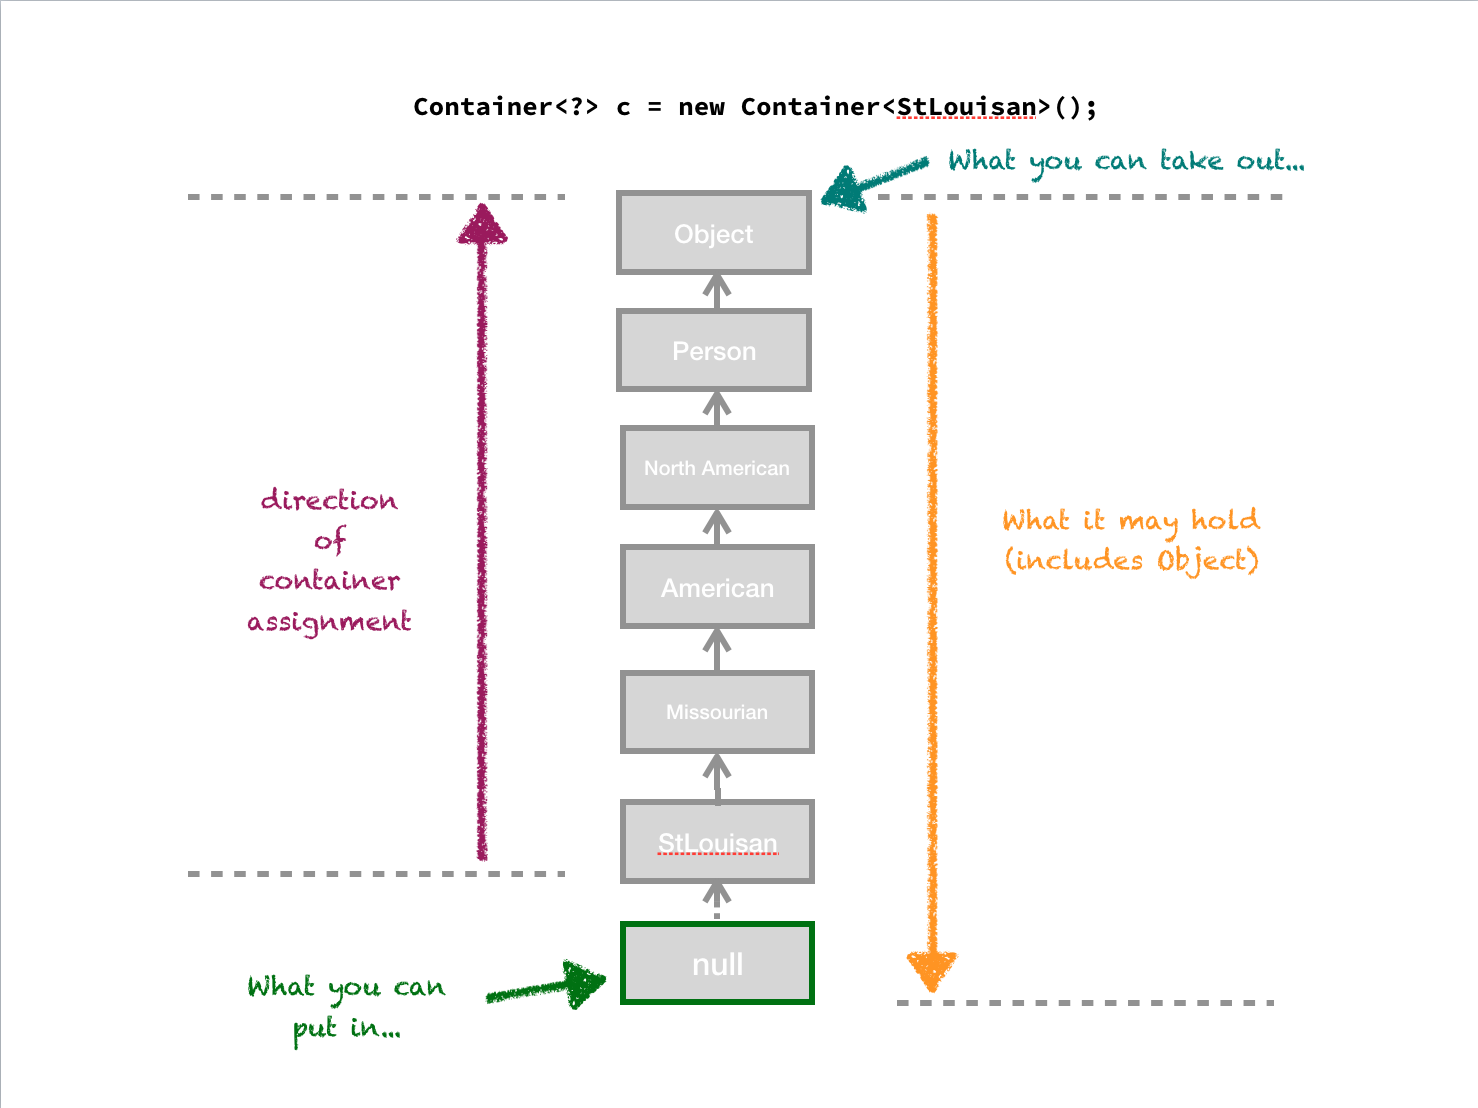 Container<?> c = new Container<StLouisan>();
What you can take out...
Object
Person
North American
direction
of
container
assignment
What it may hold
(includes Object)
American
Missourian
StLouisan
null
What you can
put in...